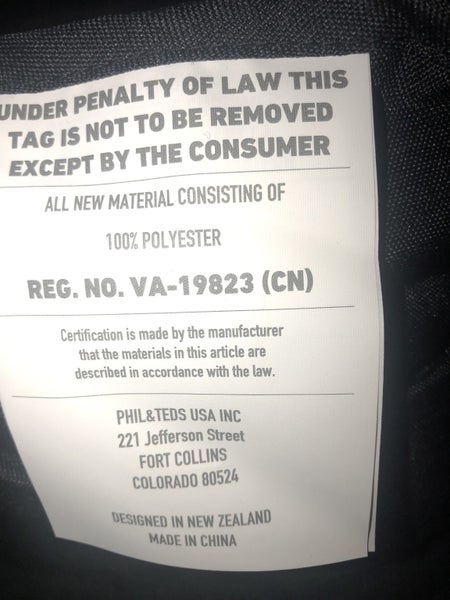 UNDER PENALTY OF LAW THIS
TAG IS NOT TO BE REMOVED
EXCEPT BY THE CONSUMER
ALL NEW MATERIAL CONSISTING OF
100% POLYESTER
REG. NO. VA-19823 (CN)
Certification is made by the manufacturer
that the materials in this article are
described in accordance with the law.
PHIL&TEDS USA INC
221 Jefferson Street
FORT COLLINS
COLORADO 80524
DESIGNED IN NEW ZEALAND
MADE IN CHINA